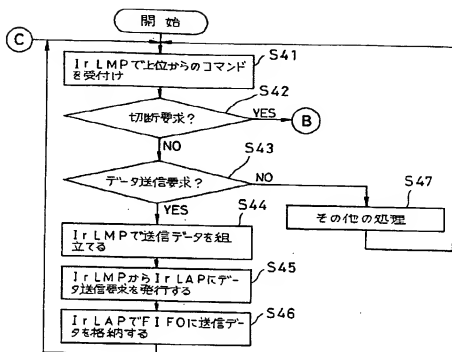 開始
C
IrLMPで上位からのコマンド
を受付け
S41
S42
切断要求?
YES
B
NO
S43
データ送信要求?
NO
YES
S44
S47
IrLMPで送信データを組
立てる
その他の処理
S45
IrLMPからIrLAPにデー
タ送信要求を発行する
S46
IrLAPでFIFOに送信デー
タを格納する